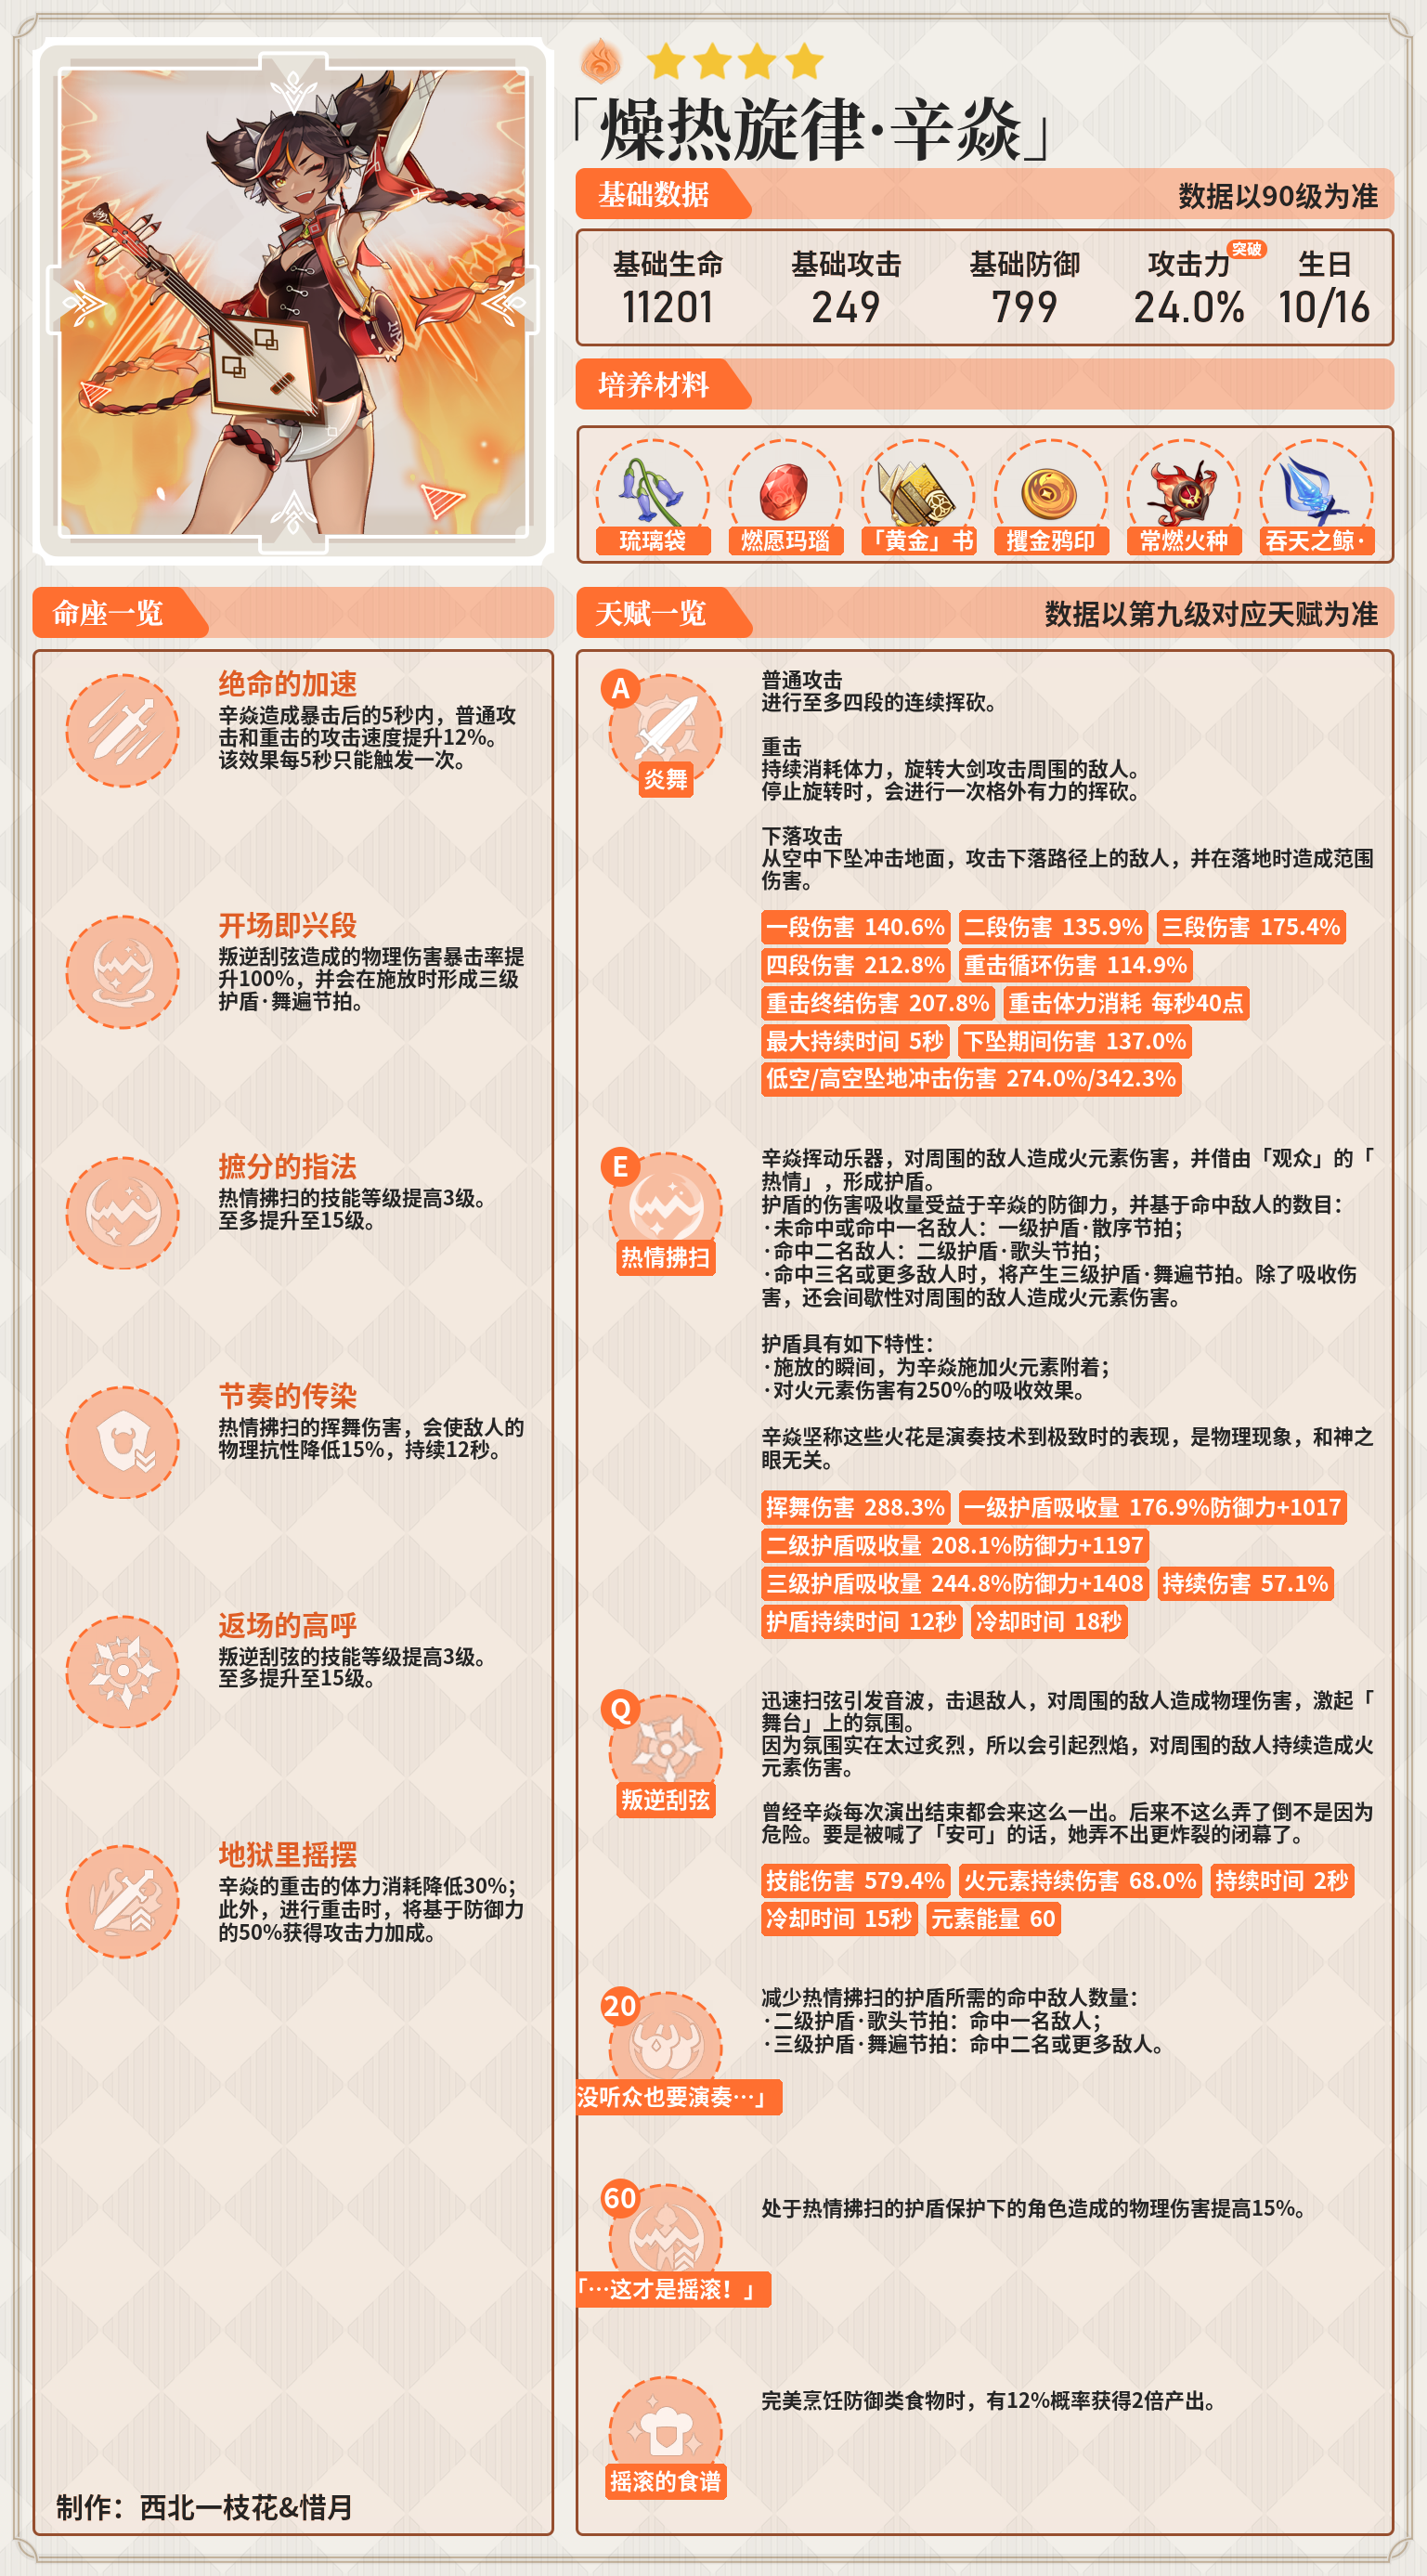 「燥热旋律·辛焱」
基础数据
数据以90级为准
基础生命
基础攻击
基础防御
攻击力
突破
生日
11201
249
799
24.0%
10/16
培养材料
琉璃袋
燃愿玛瑙
「黄金」书
攫金鸦印
常燃火种
吞天之鲸·
命座一览
绝命的加速
辛焱造成暴击后的5秒内，普通攻
击和重击的攻击速度提升12%。
该效果每5秒只能触发一次。
开场即兴段
叛逆刮弦造成的物理伤害暴击率提
升100%，并会在施放时形成三级
护盾·舞遍节拍。
摭分的指法
热情拂扫的技能等级提高3级。
至多提升至15级。
节奏的传染
热情拂扫的挥舞伤害，会使敌人的
物理抗性降低15%，持续12秒。
返场的高呼
叛逆刮弦的技能等级提高3级。
至多提升至15级。
地狱里摇摆
辛焱的重击的体力消耗降低30%；
此外，进行重击时，将基于防御力
的50%获得攻击力加成。
制作：西北一枝花&惜月
天赋一览
数据以第九级对应天赋为准
A
炎舞
普通攻击
进行至多四段的连续挥砍。
重击
持续消耗体力，旋转大剑攻击周围的敌人。
停止旋转时，会进行一次格外有力的挥砍。
下落攻击
从空中下坠冲击地面，攻击下落路径上的敌人，并在落地时造成范围
伤害。
一段伤害 140.6% 二段伤害 135.9% 三段伤害 175.4%
四段伤害 212.8% 重击循环伤害 114.9%
重击终结伤害 207.8% 重击体力消耗 每秒40点
最大持续时间 5秒 下坠期间伤害 137.0%
低空/高空坠地冲击伤害 274.0%/342.3%
E
热情拂扫
辛焱挥动乐器，对周围的敌人造成火元素伤害，并借由「观众」的「
热情」，形成护盾。
护盾的伤害吸收量受益于辛焱的防御力，并基于命中敌人的数目：
·未命中或命中一名敌人：一级护盾·散序节拍；
·命中二名敌人：二级护盾·歌头节拍；
·命中三名或更多敌人时，将产生三级护盾·舞遍节拍。除了吸收伤
害，还会间歇性对周围的敌人造成火元素伤害。
护盾具有如下特性：
·施放的瞬间，为辛焱施加火元素附着；
·对火元素伤害有250%的吸收效果。
辛焱坚称这些火花是演奏技术到极致时的表现，是物理现象，和神之
眼无关。
挥舞伤害 288.3% 一级护盾吸收量 176.9%防御力+1017
二级护盾吸收量 208.1%防御力+1197
三级护盾吸收量 244.8%防御力+1408 持续伤害 57.1%
护盾持续时间 12秒 冷却时间 18秒
Q
叛逆刮弦
迅速扫弦引发音波，击退敌人，对周围的敌人造成物理伤害，激起「
舞台」上的氛围。
因为氛围实在太过炙烈，所以会引起烈焰，对周围的敌人持续造成火
元素伤害。
曾经辛焱每次演出结束都会来这么一出。后来不这么弄了倒不是因为
危险。要是被喊了「安可」的话，她弄不出更炸裂的闭幕了。
技能伤害 579.4% 火元素持续伤害 68.0% 持续时间 2秒
冷却时间 15秒 元素能量 60
20
没听众也要演奏…」
减少热情拂扫的护盾所需的命中敌人数量：
·二级护盾·歌头节拍：命中一名敌人；
·三级护盾·舞遍节拍：命中二名或更多敌人。
60
「…这才是摇滚！」
处于热情拂扫的护盾保护下的角色造成的物理伤害提高15%。
摇滚的食谱
完美烹饪防御类食物时，有12%概率获得2倍产出。